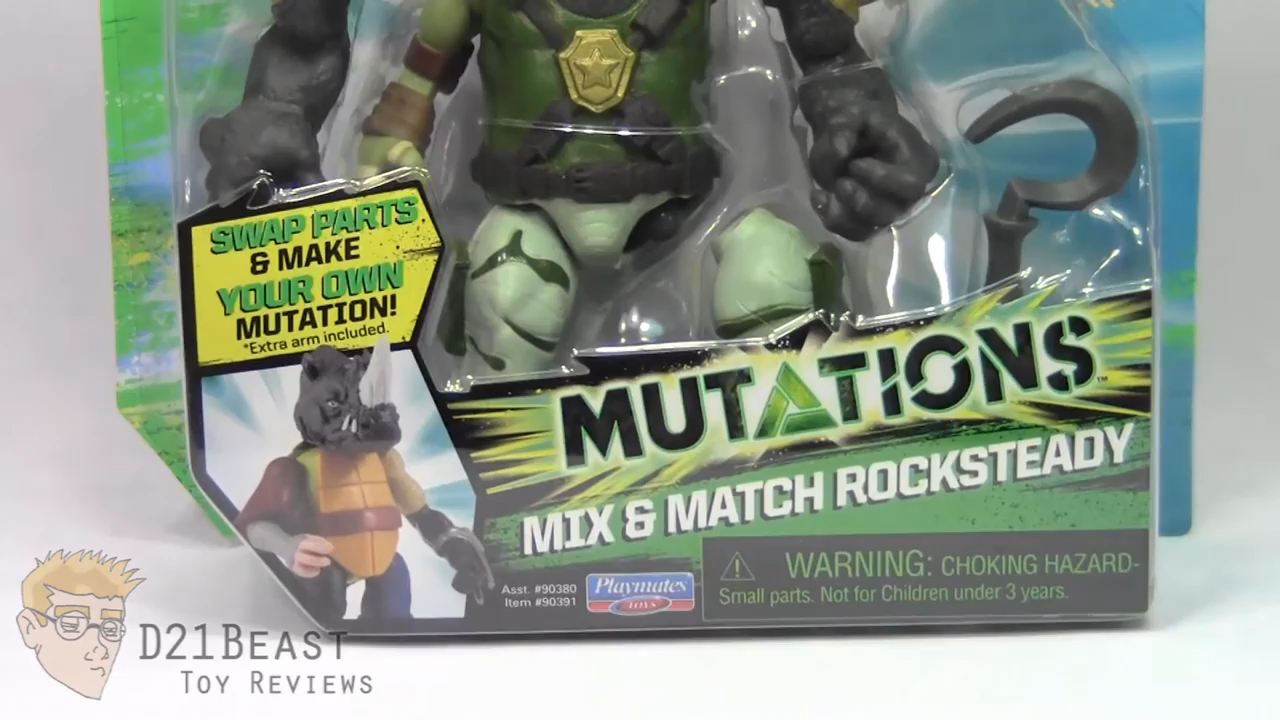 SWAP PARTS
& MAKE
YOUR OWN
MUTATION!
*Extra arm included.
MUTATIONS™
MIX & MATCH ROCKSTEADY
Asst. #90380
Item #90391
Playmates
TOYS
WARNING: CHOKING HAZARD-
Small parts. Not for Children under 3 years.
D21BEAST
TOY REVIEWS